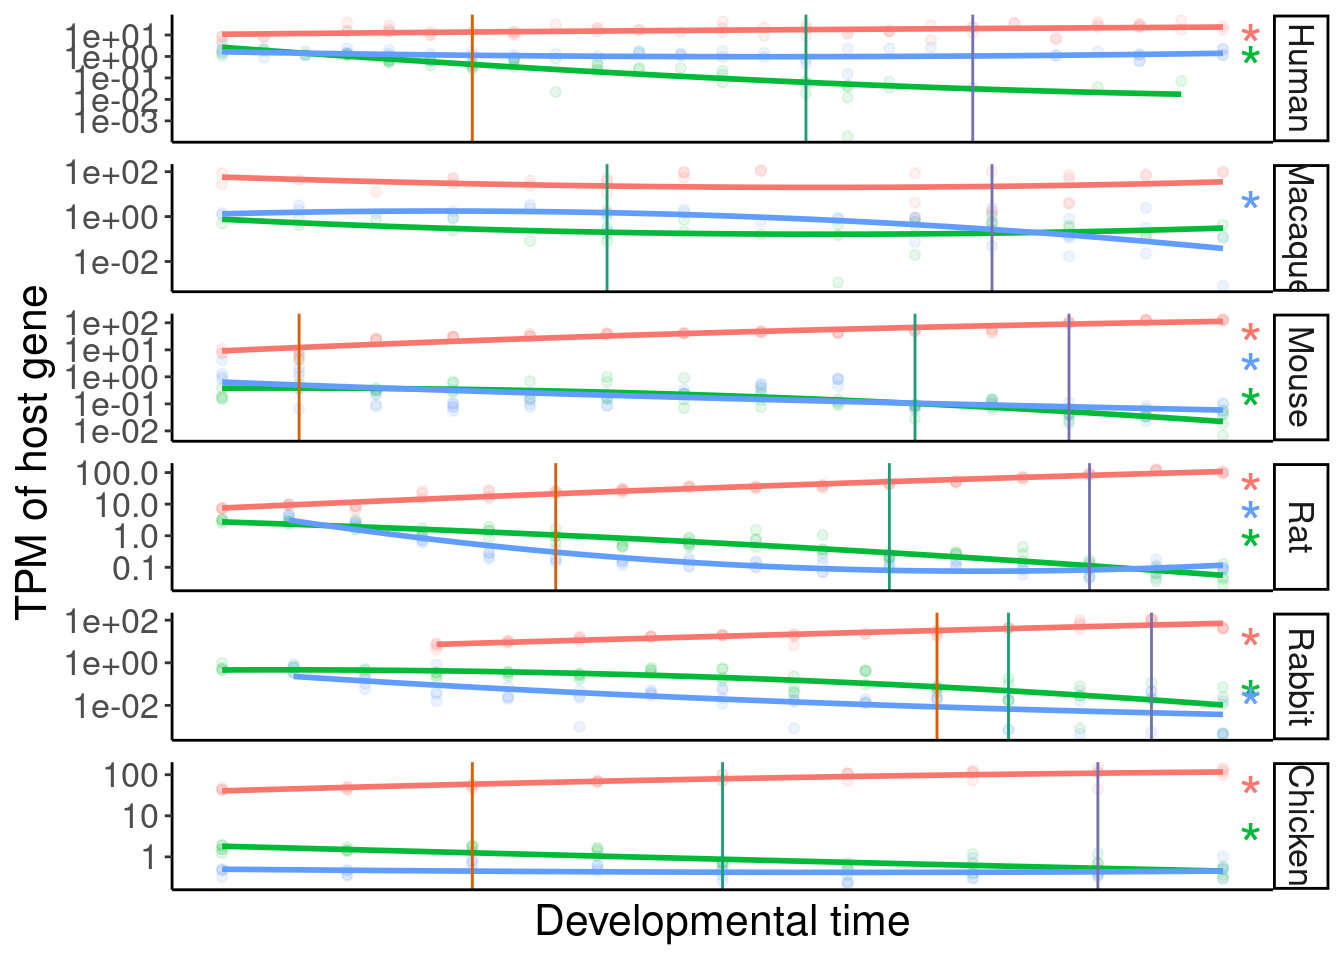 TPM of host gene
1e+01
1e+00
1e-01
1e-02
1e-03
*
*
Human
1e+02
1e+00
1e-02
*
Macaque
1e+02
1e+01
1e+00
1e-01
1e-02
*
*
*
Mouse
100.0
10.0
1.0
0.1
*
*
*
Rat
1e+02
1e+00
1e-02
*
*
*
Rabbit
100
10
1
*
*
Chicken
Developmental time